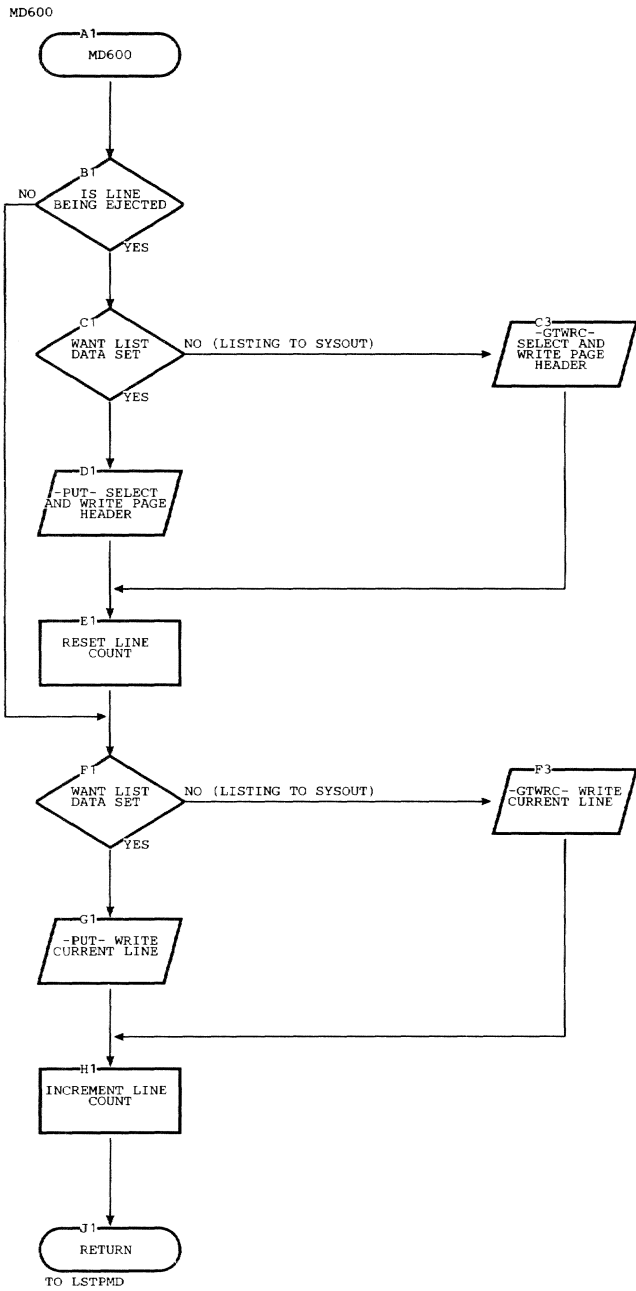 MD600
A1
MD600
B1
NO
IS LINE
BEING EJECTED
YES
C1
WANT LIST
DATA SET
NO (LISTING TO SYSOUT)
C3
-GTWRC-
SELECT AND
WRITE PAGE
HEADER
YES
D1
-PUT- SELECT
AND WRITE PAGE
HEADER
E1
RESET LINE
COUNT
F1
WANT LIST
DATA SET
NO (LISTING TO SYSOUT)
F3
-GTWRC- WRITE
CURRENT LINE
YES
G1
-PUT- WRITE
CURRENT LINE
H1
INCREMENT LINE
COUNT
J1
RETURN
TO LSTPMD